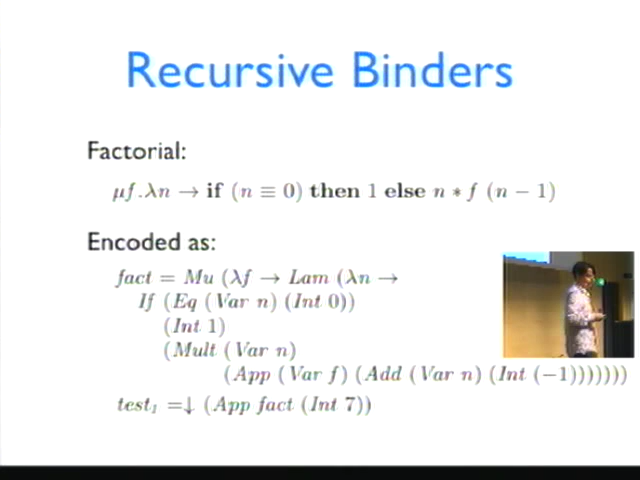 Recursive Binders
Factorial:
μf.λn → if (n ≡ 0) then 1 else n * f (n − 1)
Encoded as:
fact = Mu (λf → Lam (λn →
If (Eq (Var n) (Int 0))
(Int 1)
(Mult (Var n)
(App (Var f) (Add (Var n) (Int (−1)))))))
test₁ =↓ (App fact (Int 7))